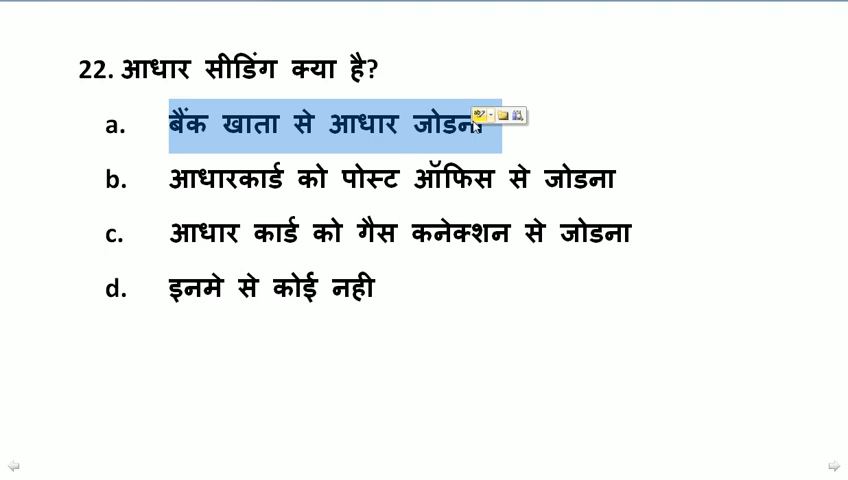 22. आधार सीडिंग क्या है?
a. बैंक खाता से आधार जोडना
b. आधारकार्ड को पोस्ट ऑफिस से जोडना
c. आधार कार्ड को गैस कनेक्शन से जोडना
d. इनमे से कोई नही